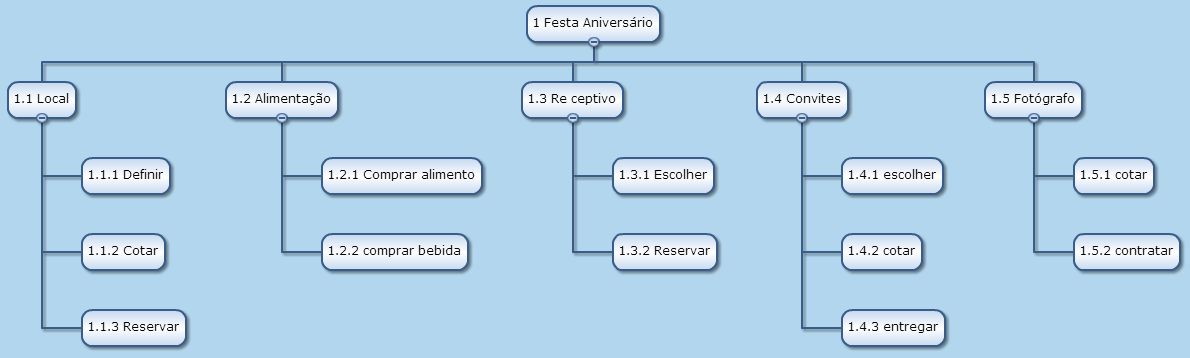 1 Festa Aniversário
1.1 Local
1.2 Alimentação
1.3 Re ceptivo
1.4 Convites
1.5 Fotógrafo
1.1.1 Definir
1.2.1 Comprar alimento
1.3.1 Escolher
1.4.1 escolher
1.5.1 cotar
1.1.2 Cotar
1.2.2 comprar bebida
1.3.2 Reservar
1.4.2 cotar
1.5.2 contratar
1.1.3 Reservar
1.4.3 entregar